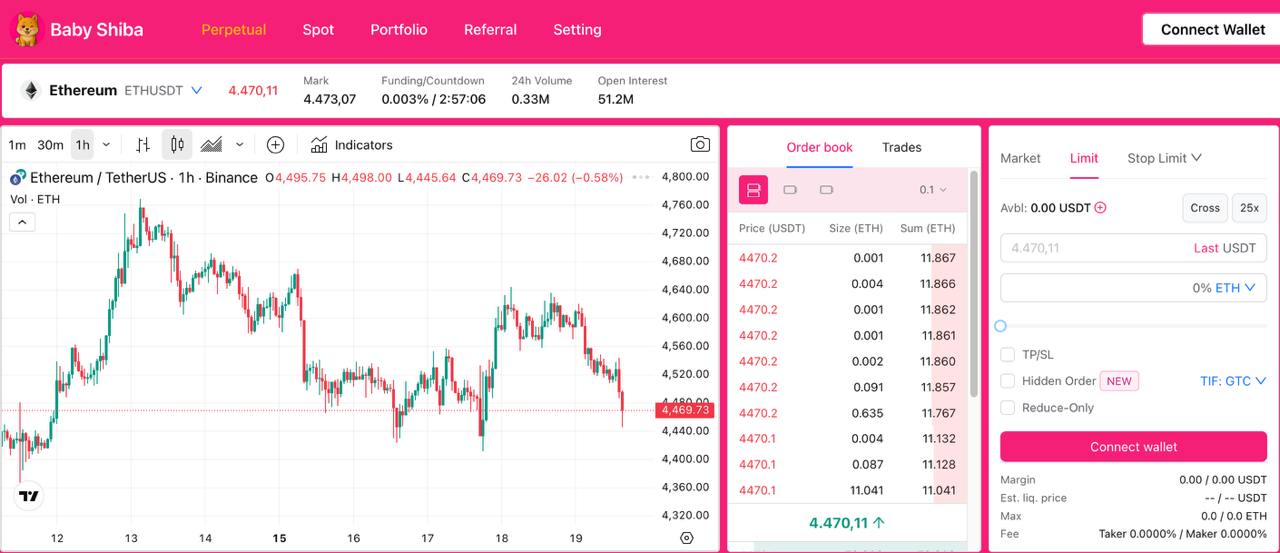 Baby Shiba
Perpetual Spot Portfolio Referral Setting
Connect Wallet
Ethereum ETHUSDT 4.470,11
Mark
4.473,07
Funding/Countdown
0.003% / 2:57:06
24h Volume
0.33M
Open Interest
51.2M
1m 30m 1h Indicators
Ethereum / TetherUS · 1h · Binance O4,495.75 H4,498.00 L4,445.64 C4,469.73 −26.02 (−0.58%)
Vol · ETH
4,800.00
4,760.00
4,720.00
4,680.00
4,640.00
4,600.00
4,560.00
4,520.00
4,480.00
4,469.73
4,440.00
4,400.00
4,360.00
4,320.00
12 13 14 15 16 17 18 19
Order book Trades
0.1
Price (USDT) Size (ETH) Sum (ETH)
4470.2 0.001 11.867
4470.2 0.004 11.866
4470.2 0.001 11.862
4470.2 0.001 11.861
4470.2 0.002 11.860
4470.2 0.091 11.857
4470.2 0.635 11.767
4470.1 0.004 11.132
4470.1 0.087 11.128
4470.1 11.041 11.041
4.470,11
Market Limit Stop Limit
Avbl: 0.00 USDT Cross 25x
4.470,11 Last USDT
0% ETH
TP/SL
Hidden Order NEW TIF: GTC
Reduce-Only
Connect wallet
Margin 0.00 / 0.00 USDT
Est. liq. price -- / -- USDT
Max 0.0 / 0.0 ETH
Fee Taker 0.0000% / Maker 0.0000%